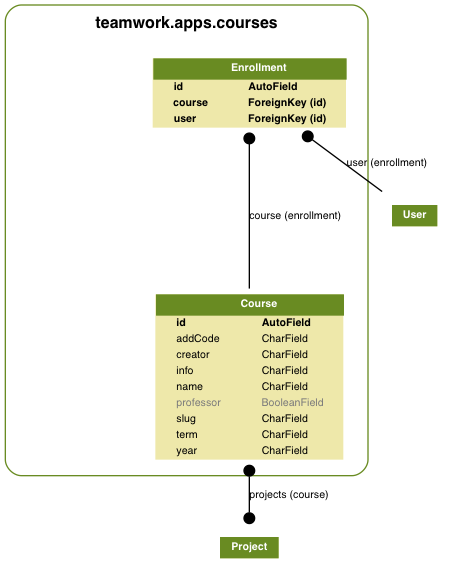 teamwork.apps.courses
Enrollment
id AutoField
course ForeignKey (id)
user ForeignKey (id)
user (enrollment)
User
course (enrollment)
Course
id AutoField
addCode CharField
creator CharField
info CharField
name CharField
professor BooleanField
slug CharField
term CharField
year CharField
projects (course)
Project